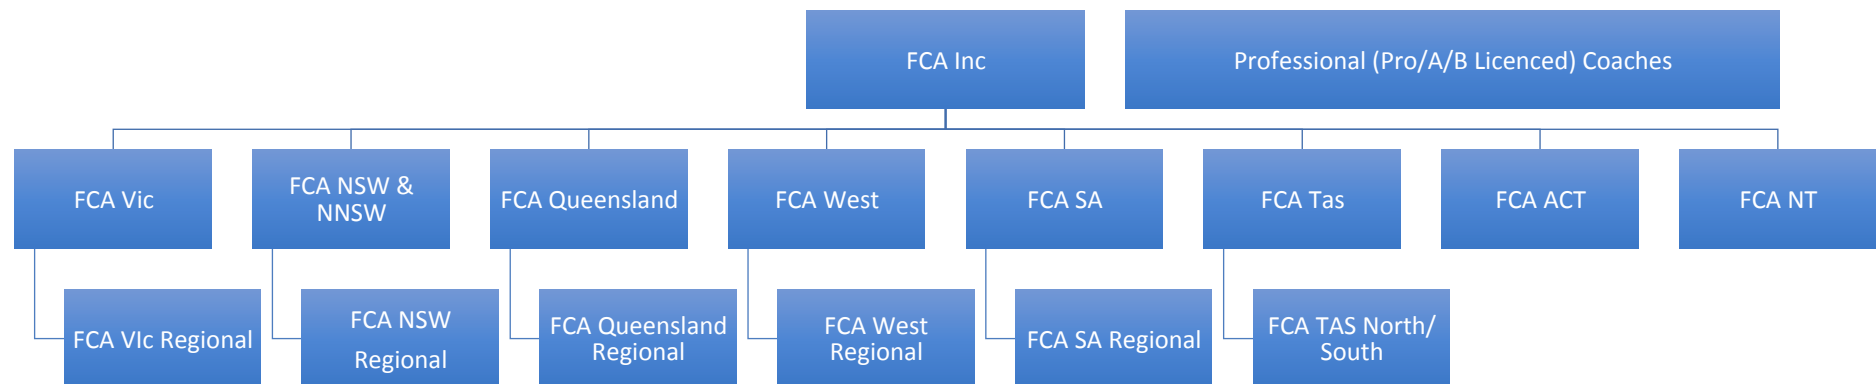 FCA Inc
Professional (Pro/A/B Licenced) Coaches
FCA Vic
FCA NSW &
NNSW
FCA Queensland
FCA West
FCA SA
FCA Tas
FCA ACT
FCA NT
FCA VIc Regional
FCA NSW
Regional
FCA Queensland
Regional
FCA West
Regional
FCA SA Regional
FCA TAS North/
South